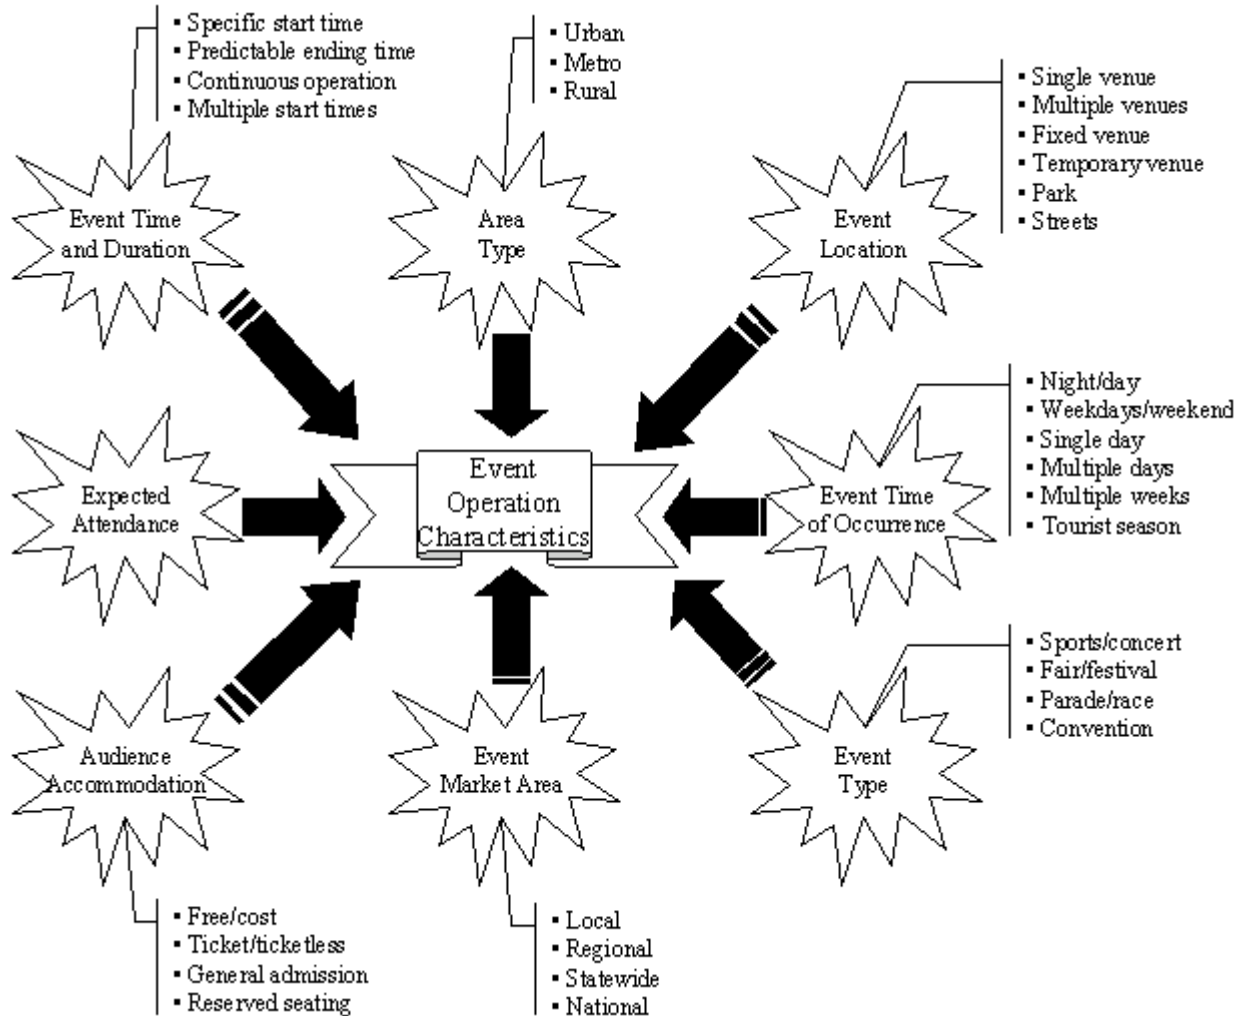 ▪ Specific start time
▪ Predictable ending time
▪ Continuous operation
▪ Multiple start times
Event Time
and Duration
▪ Urban
▪ Metro
▪ Rural
Area
Type
▪ Single venue
▪ Multiple venues
▪ Fixed venue
▪ Temporary venue
▪ Park
▪ Streets
Event
Location
Expected
Attendance
Event
Operation
Characteristics
▪ Night/day
▪ Weekdays/weekend
▪ Single day
▪ Multiple days
▪ Multiple weeks
▪ Tourist season
Event Time
of Occurrence
Audience
Accommodation
▪ Free/cost
▪ Ticket/ticketless
▪ General admission
▪ Reserved seating
Event
Market Area
▪ Local
▪ Regional
▪ Statewide
▪ National
▪ Sports/concert
▪ Fair/festival
▪ Parade/race
▪ Convention
Event
Type